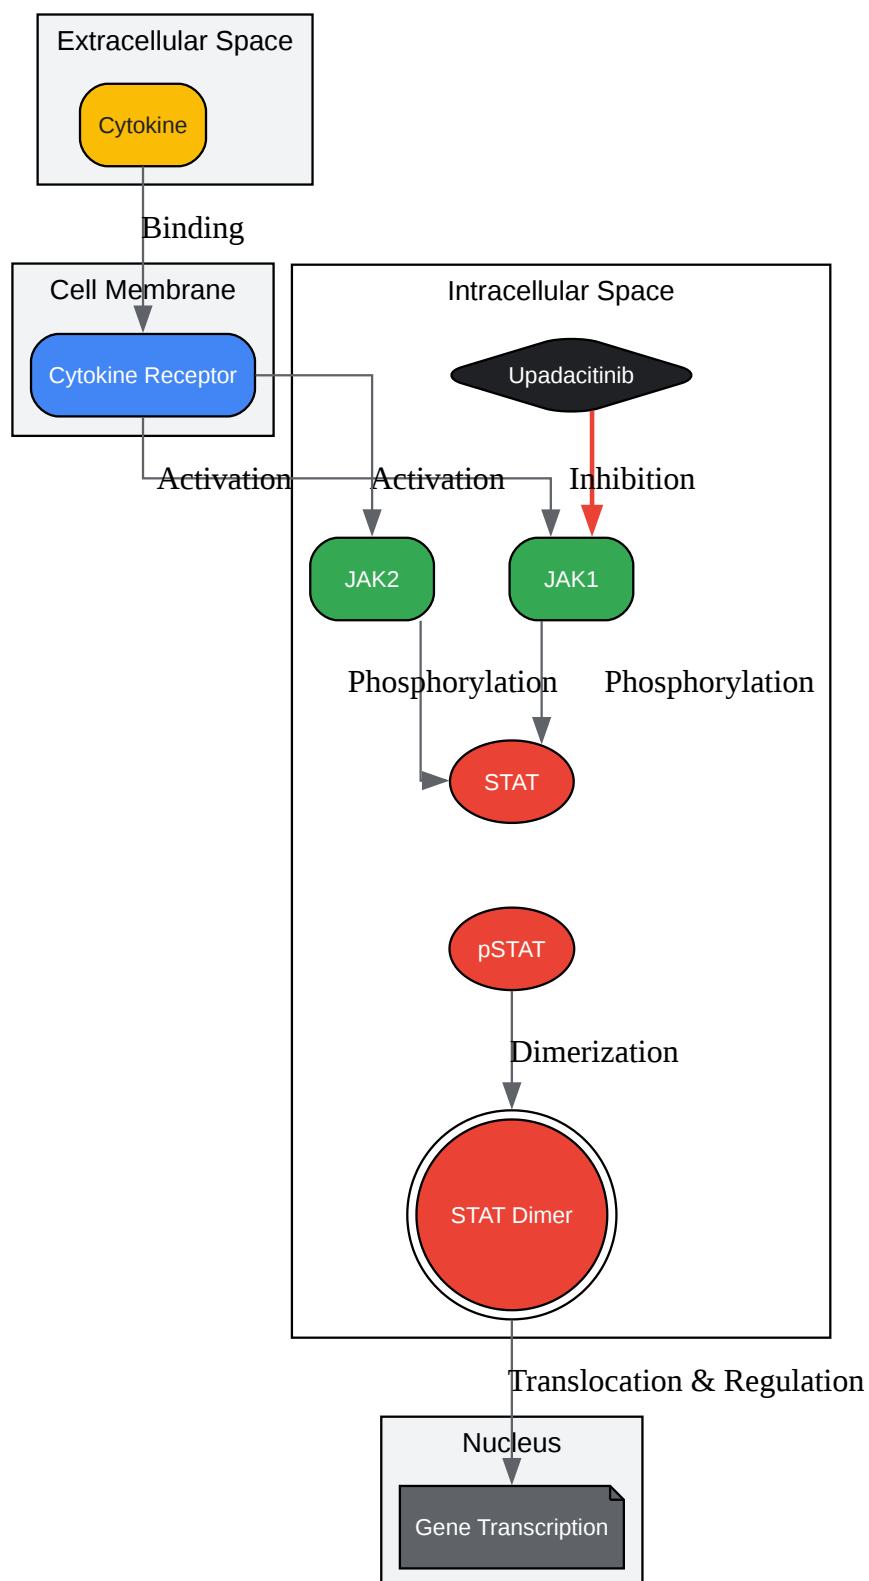 Extracellular Space
Cytokine
Binding
Cell Membrane
Intracellular Space
Cytokine Receptor
Upadacitinib
Activation
Activation
Inhibition
JAK2
JAK1
Phosphorylation
Phosphorylation
STAT
pSTAT
Dimerization
STAT Dimer
Translocation & Regulation
Nucleus
Gene Transcription